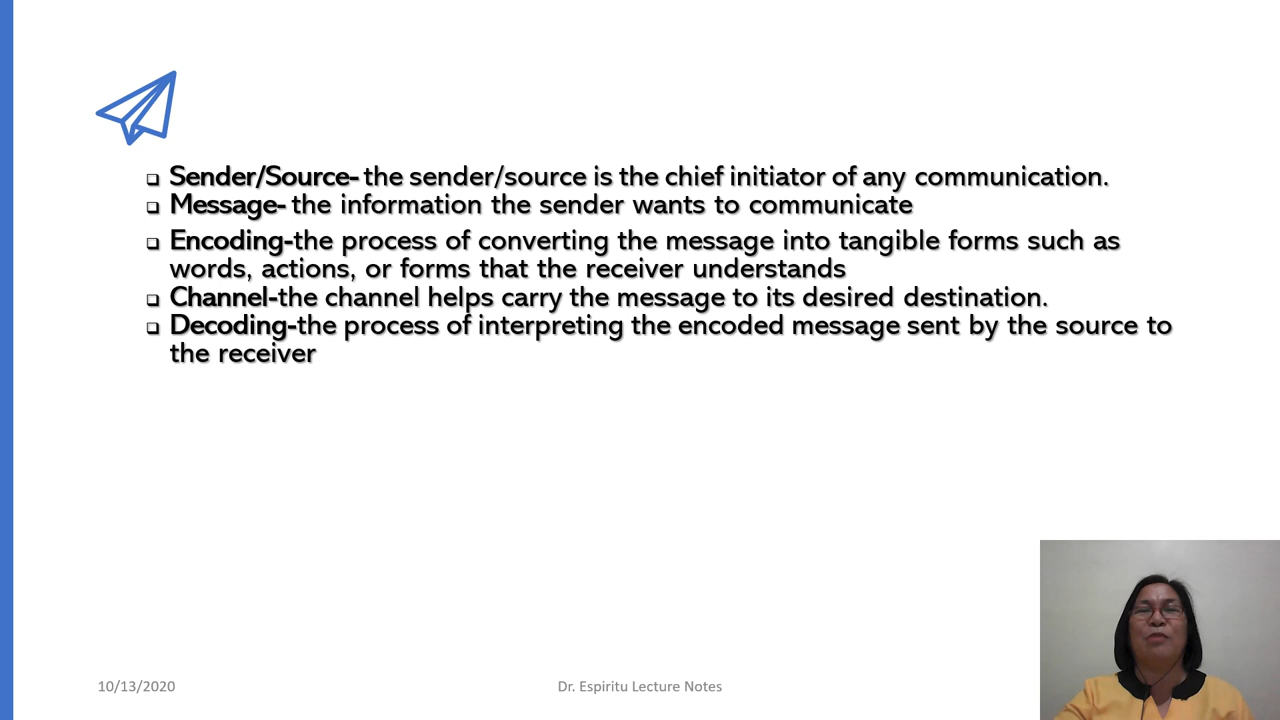 Sender/Source- the sender/source is the chief initiator of any communication.
Message- the information the sender wants to communicate
Encoding-the process of converting the message into tangible forms such as
words, actions, or forms that the receiver understands
Channel-the channel helps carry the message to its desired destination.
Decoding-the process of interpreting the encoded message sent by the source to
the receiver
10/13/2020
Dr. Espiritu Lecture Notes